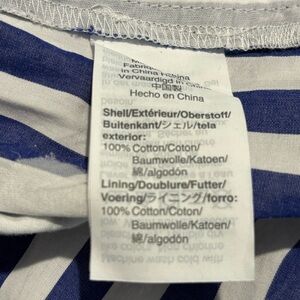 in China
Vervaardigd in
中国製
Hecho en China
Shell/Extérieur/Oberstoff/
Buitenkant/シェル/tela
exterior:
100% Cotton/Coton/
Baumwolle/Katoen/
綿/algodón
Lining/Doublure/Futter/
Voering/ライニング/forro:
100% Cotton/Coton/
Baumwolle/Katoen/
綿/algodón